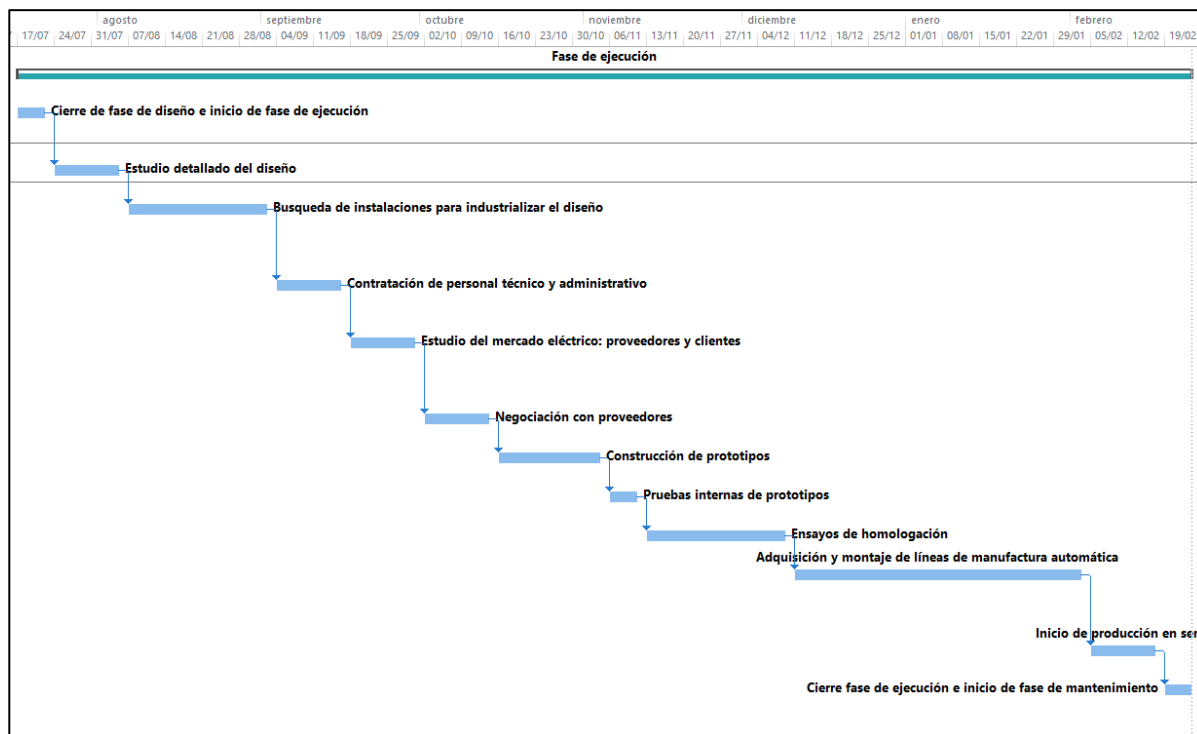 agosto septiembre octubre noviembre diciembre enero febrero
17/07 24/07 31/07 07/08 14/08 21/08 28/08 04/09 11/09 18/09 25/09 02/10 09/10 16/10 23/10 30/10 06/11 13/11 20/11 27/11 04/12 11/12 18/12 25/12 01/01 08/01 15/01 22/01 29/01 05/02 12/02 19/02
Fase de ejecución
Cierre de fase de diseño e inicio de fase de ejecución
Estudio detallado del diseño
Busqueda de instalaciones para industrializar el diseño
Contratación de personal técnico y administrativo
Estudio del mercado eléctrico: proveedores y clientes
Negociación con proveedores
Construcción de prototipos
Pruebas internas de prototipos
Ensayos de homologación
Adquisición y montaje de líneas de manufactura automática
Inicio de producción en ser
Cierre fase de ejecución e inicio de fase de mantenimiento